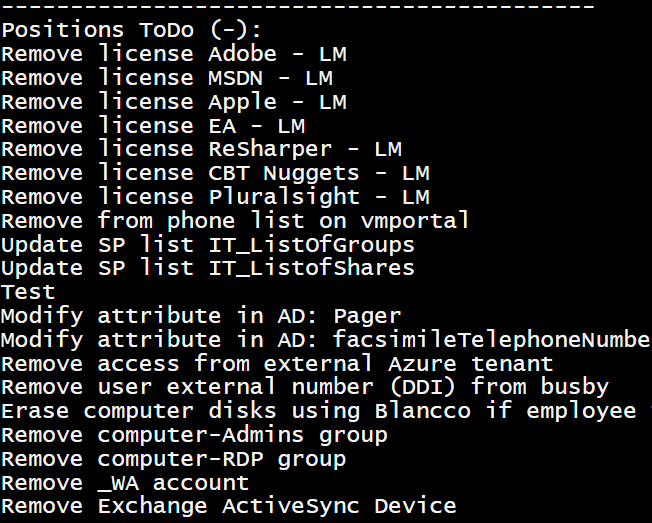 -------------------------------------------
Positions ToDo (-):
Remove license Adobe - LM
Remove license MSDN - LM
Remove license Apple - LM
Remove license EA - LM
Remove license ReSharper - LM
Remove license CBT Nuggets - LM
Remove license Pluralsight - LM
Remove from phone list on vmportal
Update SP list IT_ListOfGroups
Update SP list IT_ListofShares
Test
Modify attribute in AD: Pager
Modify attribute in AD: facsimileTelephoneNumbe
Remove access from external Azure tenant
Remove user external number (DDI) from busby
Erase computer disks using Blancco if employee
Remove computer-Admins group
Remove computer-RDP group
Remove _WA account
Remove Exchange ActiveSync Device